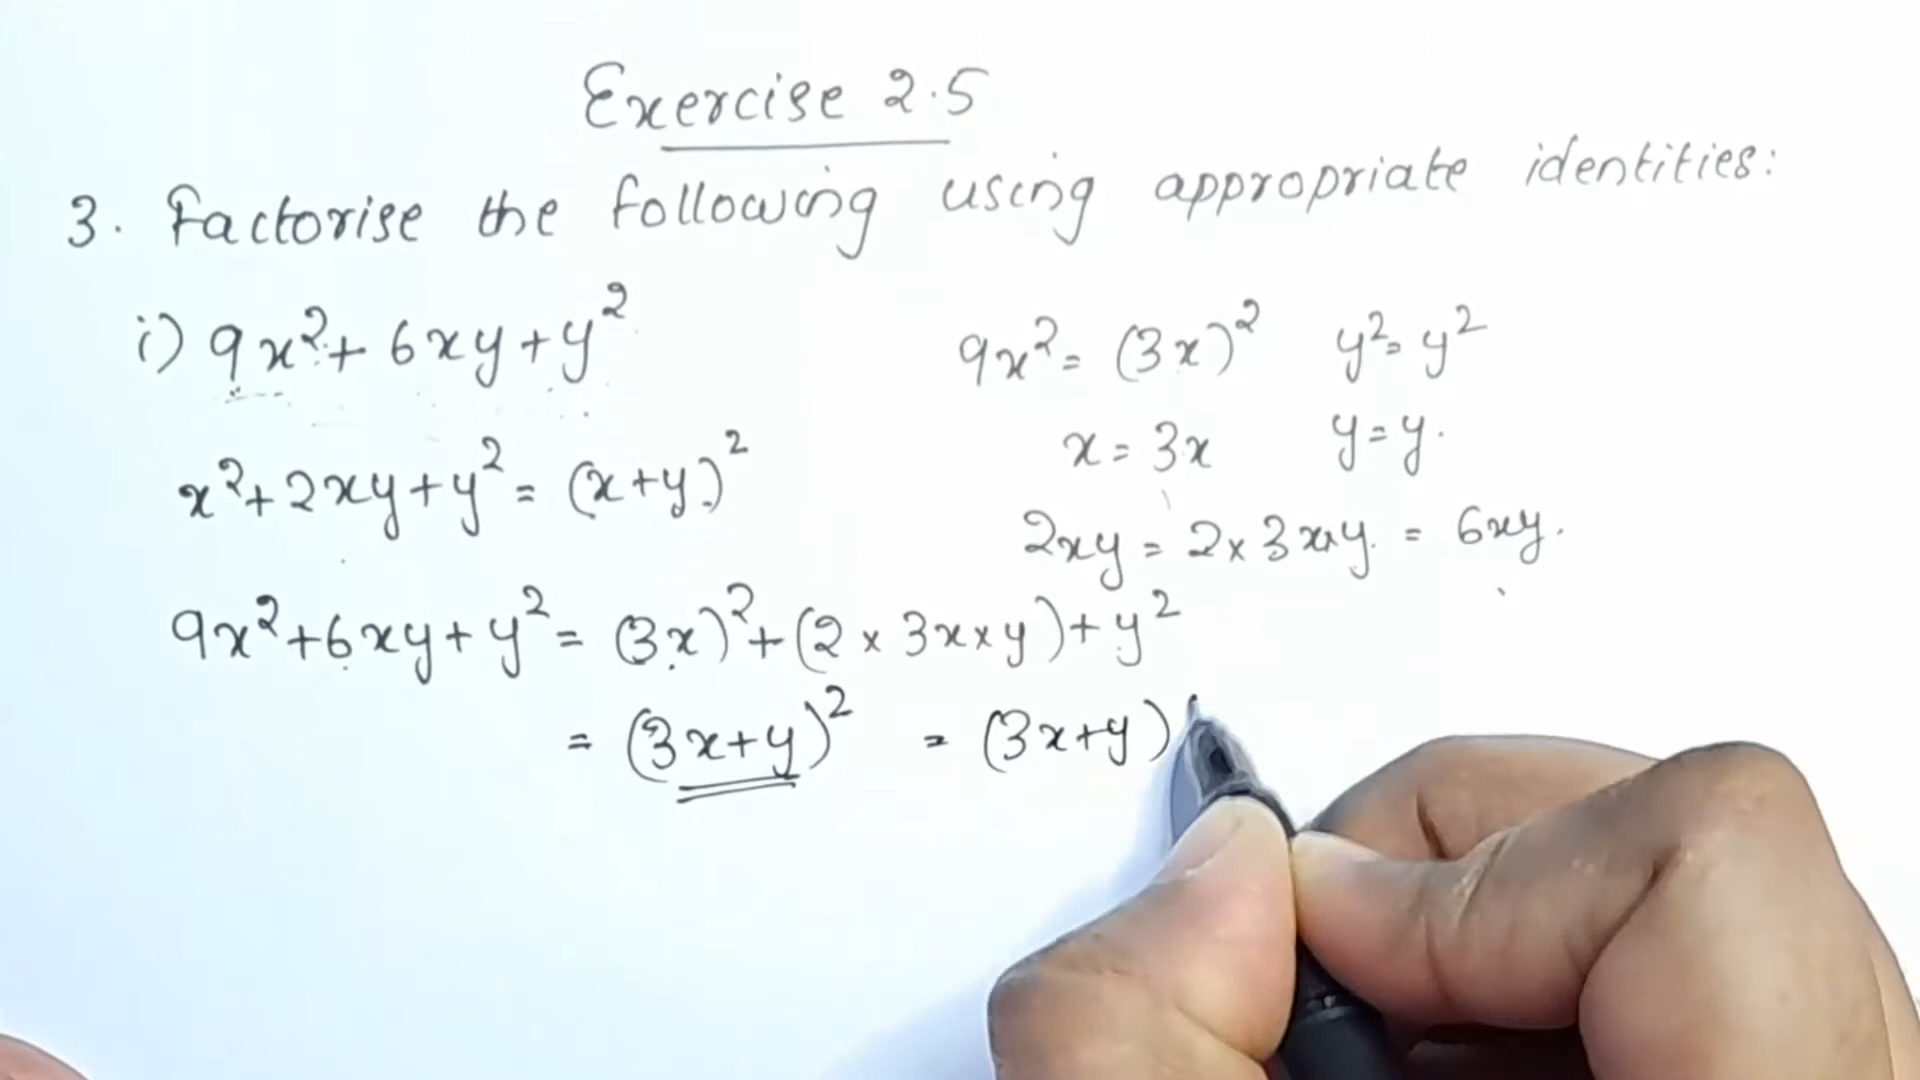 Exercise 2.5
3. Factorise the following using appropriate identities:
i) 9x²+ 6xy+y²
x²+2xy+y² = (x+y)²
9x² = (3x)² y² = y²
x = 3x y = y.
2xy = 2 × 3x×y = 6xy.
9x²+6xy+y² = (3x)²+(2 × 3x×y)+y²
= (3x+y)² = (3x+y)(